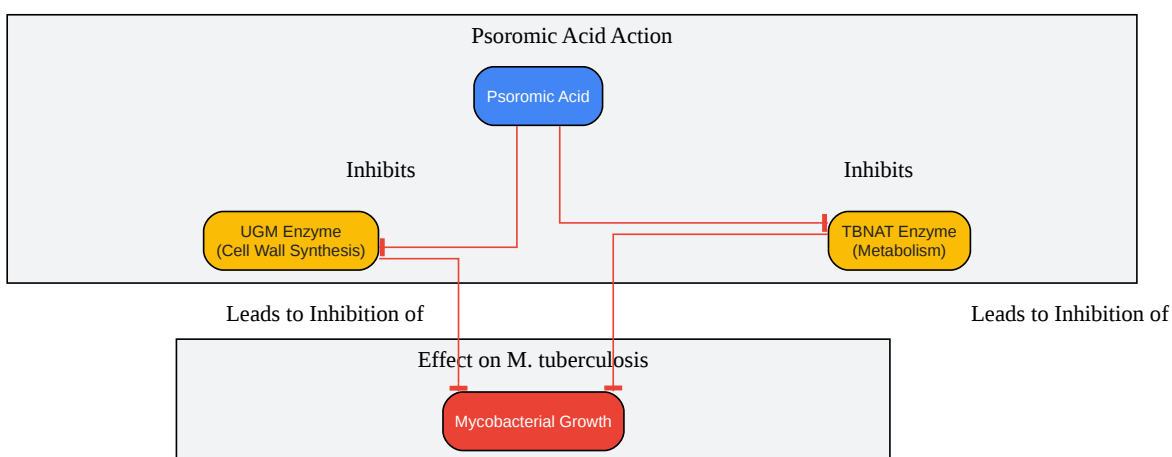 Psoromic Acid Action
Psoromic Acid
Inhibits
Inhibits
UGM Enzyme
(Cell Wall Synthesis)
TBNAT Enzyme
(Metabolism)
Leads to Inhibition of
Leads to Inhibition of
Effect on M. tuberculosis
Mycobacterial Growth